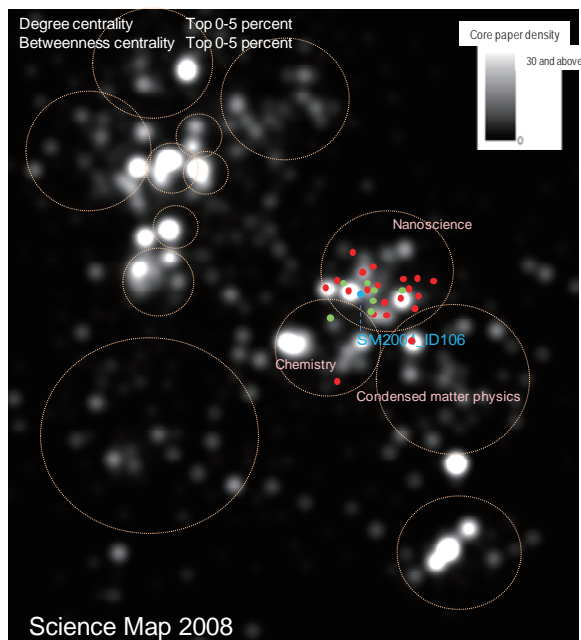 Degree centrality Top 0-5 percent
Betweenness centrality Top 0-5 percent
Core paper density
30 and above
0
Nanoscience
Chemistry
Condensed matter physics
Science Map 2008